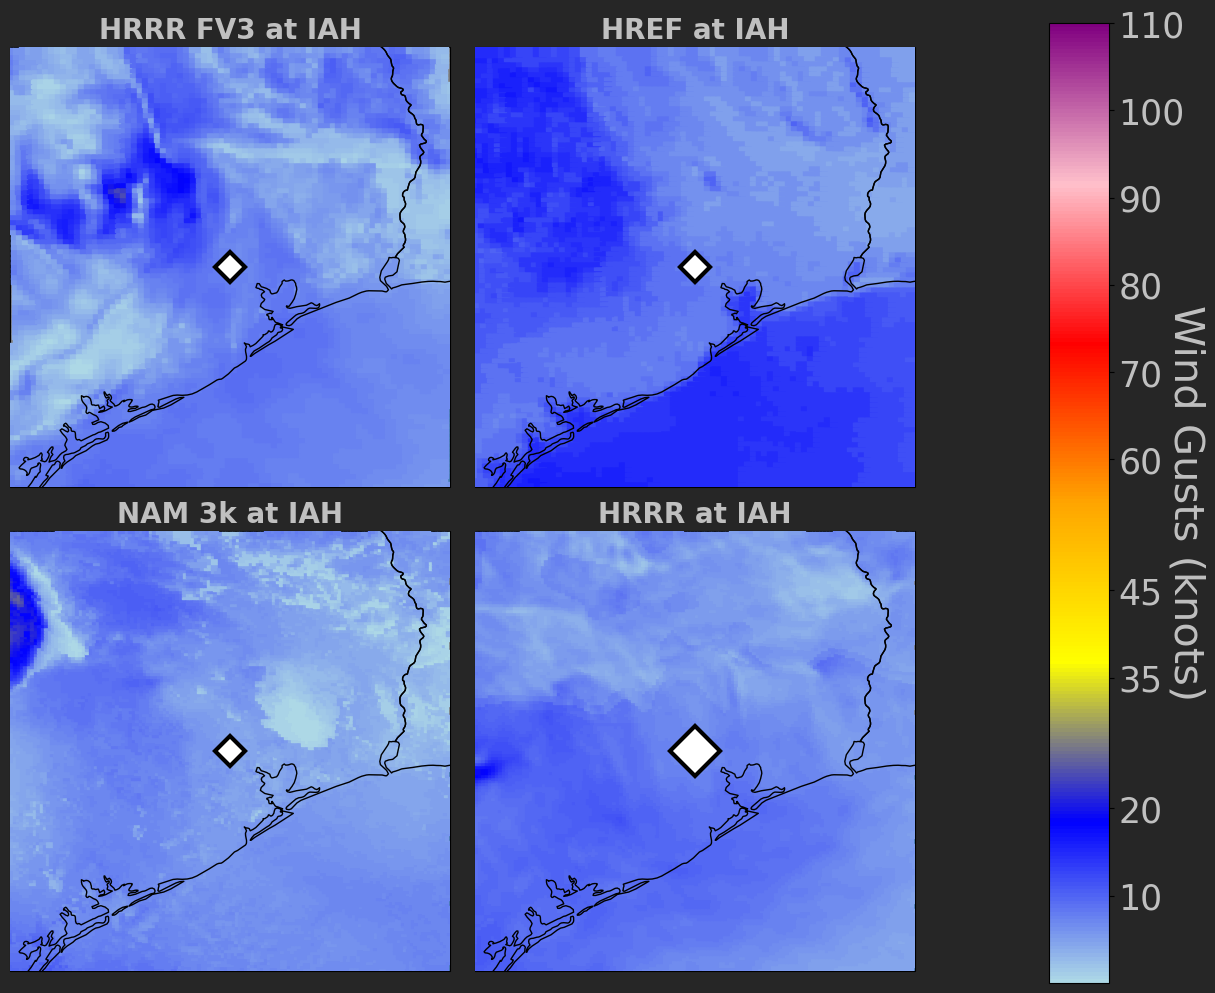 HRRR FV3 at IAH
HREF at IAH
NAM 3k at IAH
HRRR at IAH
110
100
90
80
70
60
45
35
20
10
Wind Gusts (knots)